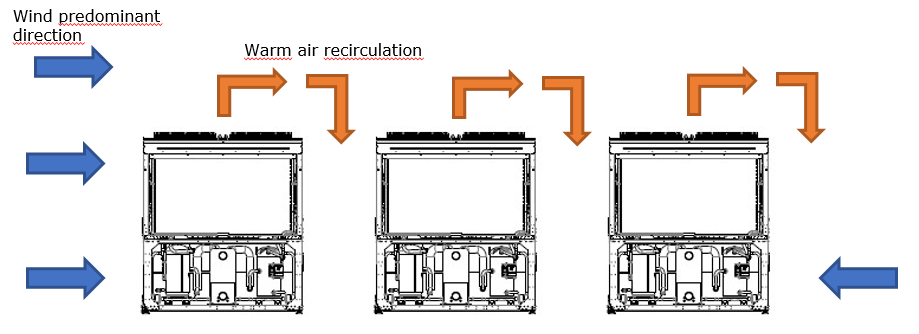 Wind predominant
direction
Warm air recirculation